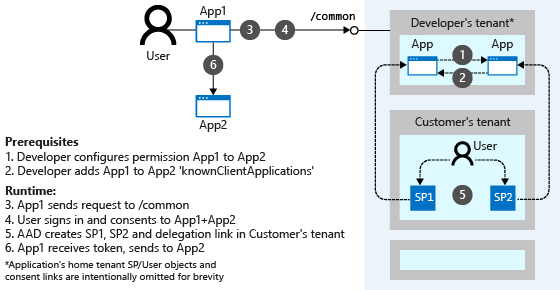 App1
3
4
/common
User
6
App2
Developer's tenant*
App
App
1
2
Customer's tenant
User
SP1
5
SP2
Prerequisites
1. Developer configures permission App1 to App2
2. Developer adds App1 to App2 'knownClientApplications'
Runtime:
3. App1 sends request to /common
4. User signs in and consents to App1+App2
5. AAD creates SP1, SP2 and delegation link in Customer's tenant
6. App1 receives token, sends to App2
*Application's home tenant SP/User objects and
consent links are intentionally omitted for brevity